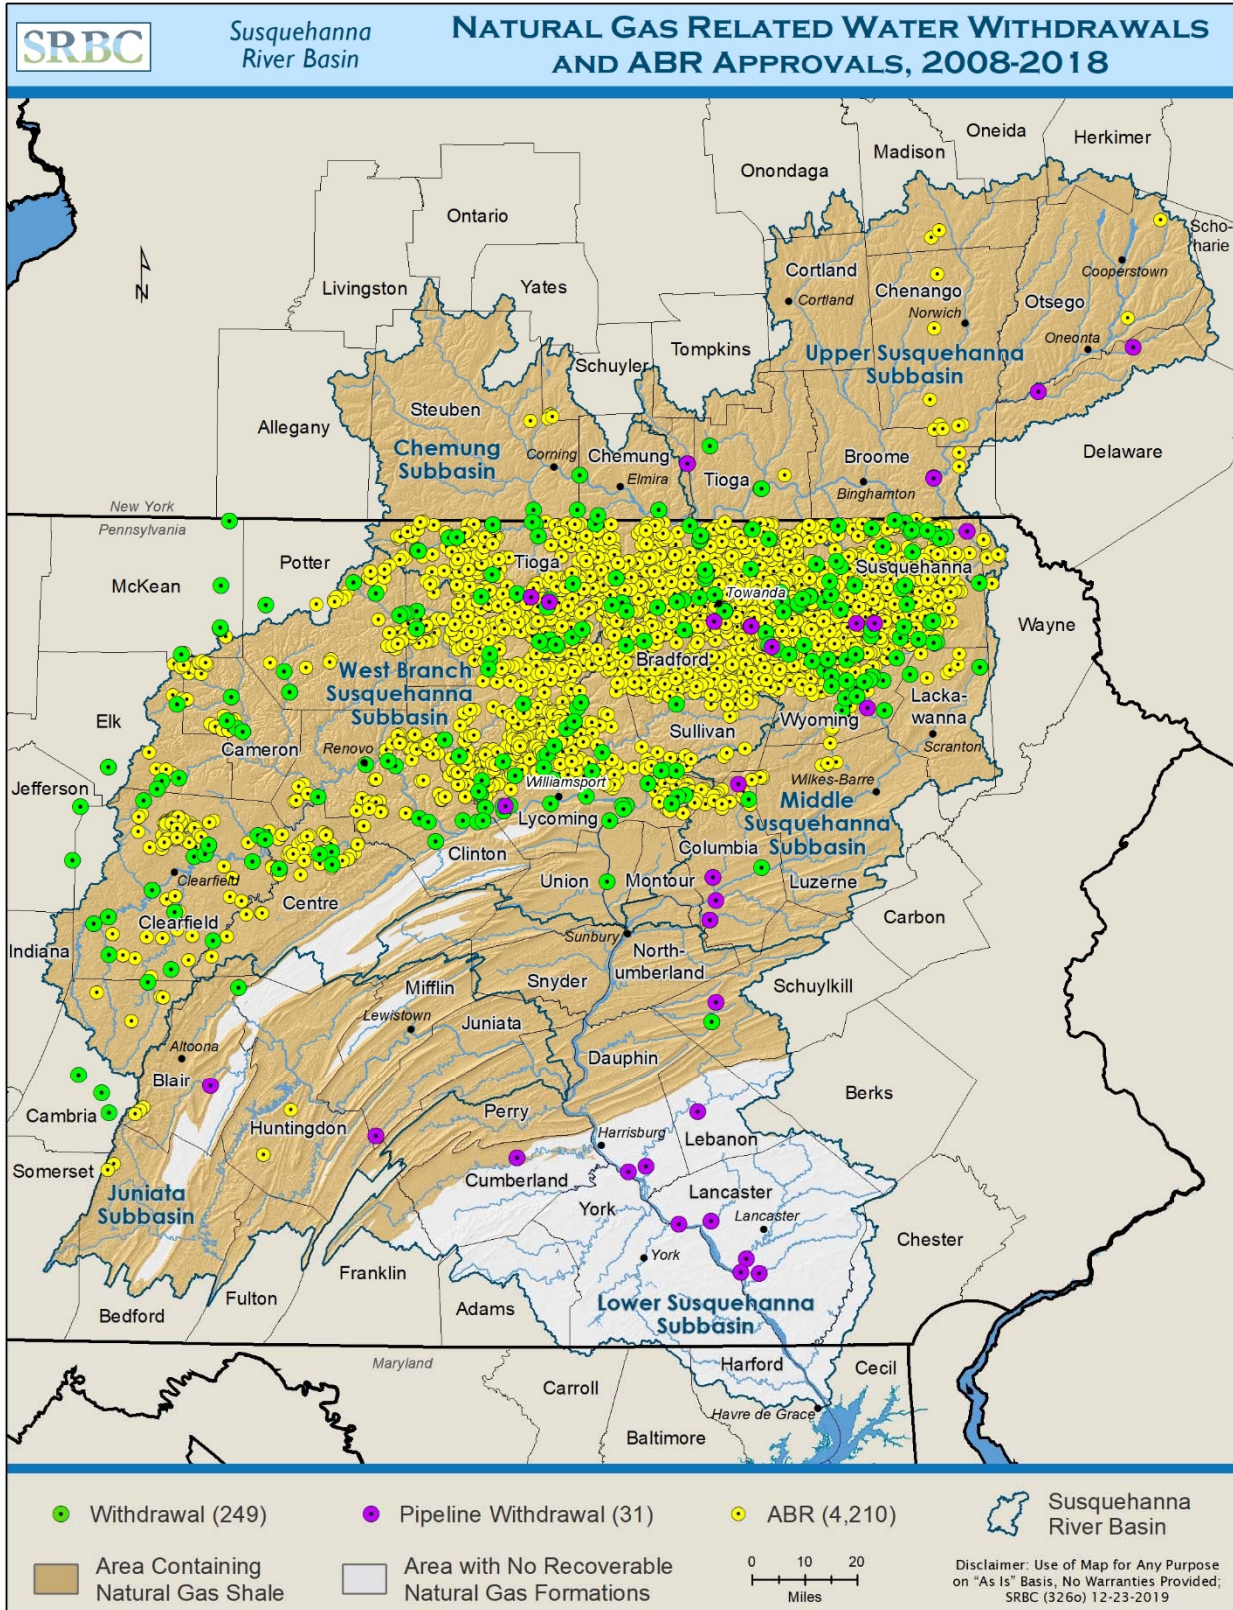 SRBC
Susquehanna
River Basin
NATURAL GAS RELATED WATER WITHDRAWALS
AND ABR APPROVALS, 2008-2018
Oneida
Herkimer
Madison
Onondaga
Ontario
Scho-
harie
Cortland
Cooperstown
Livingston
Yates
Chenango
Otsego
Cortland
Norwich
Tompkins
Oneonta
Schuyler
Upper Susquehanna
Subbasin
Steuben
Allegany
Chemung
Subbasin
Corning
Chemung
Elmira
Tioga
Broome
Binghamton
Delaware
New York
Pennsylvania
Potter
McKean
Tioga
Susquehanna
Towanda
Wayne
Bradford
West Branch
Susquehanna
Subbasin
Elk
Lacka-
wanna
Wyoming
Sullivan
Cameron
Renovo
Scranton
Jefferson
Williamsport
Wilkes-Barre
Middle
Susquehanna
Subbasin
Lycoming
Clinton
Columbia
Clearfield
Union
Montour
Luzerne
Centre
Clearfield
Carbon
Indiana
Sunbury
North-
umberland
Snyder
Mifflin
Schuylkill
Lewistown
Juniata
Altoona
Dauphin
Blair
Berks
Cambria
Perry
Huntingdon
Harrisburg
Lebanon
Somerset
Cumberland
Juniata
Subbasin
York
Lancaster
Lancaster
York
Chester
Franklin
Fulton
Adams
Bedford
Lower Susquehanna
Subbasin
Maryland
Harford
Cecil
Carroll
Havre de Grace
Baltimore
N
Withdrawal (249)
Pipeline Withdrawal (31)
ABR (4,210)
Susquehanna
River Basin
Area Containing
Natural Gas Shale
Area with No Recoverable
Natural Gas Formations
0 10 20
Miles
Disclaimer: Use of Map for Any Purpose
on "As Is" Basis, No Warranties Provided;
SRBC (326o) 12-23-2019